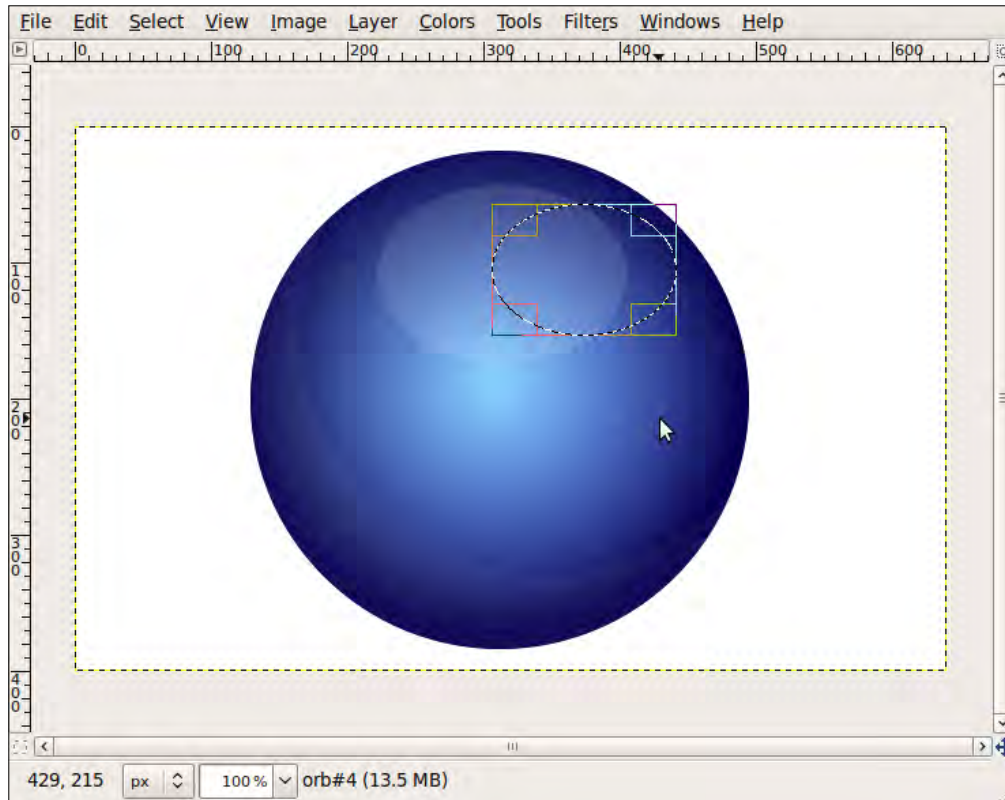 File Edit Select View Image Layer Colors Tools Filters Windows Help
0 100 200 300 400 500 600
0
100
200
300
400
429, 215 px 100 % orb#4 (13.5 MB)